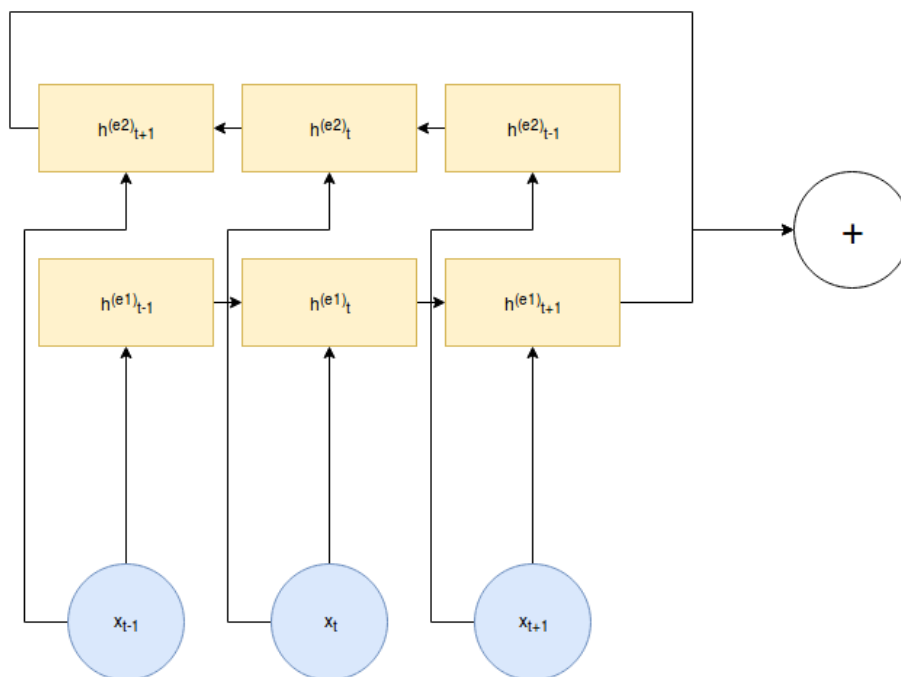 h(e2)t+1 h(e2)t h(e2)t-1
+
h(e1)t-1 h(e1)t h(e1)t+1
xt-1 xt xt+1